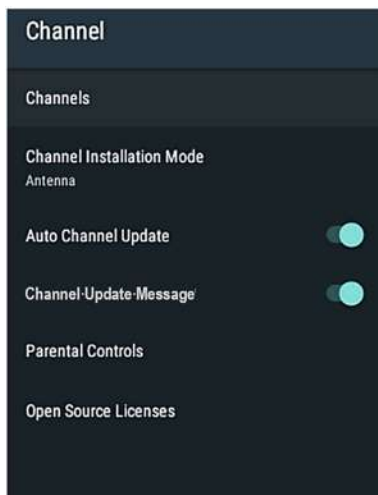 Channel
Channels
Channel Installation Mode
Antenna
Auto Channel Update
Channel·Update·Message
Parental Controls
Open Source Licenses